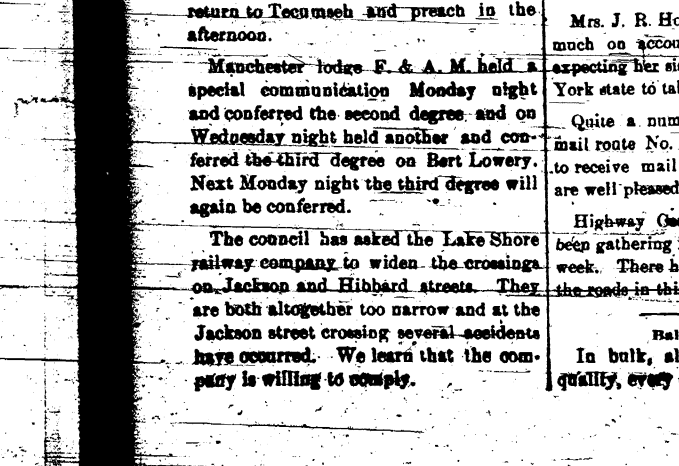 return to Tecumseh and preach in the
afternoon.
Manchester lodge F. & A. M. held a
special communication Monday night
and conferred the second degree and on
Wednesday night held another and con-
ferred the third degree on Bert Lowery.
Next Monday night the third degree will
again be conferred.
The council has asked the Lake Shore
railway company to widen the crossings
on Jackson and Hibbard streets. They
are both altogether too narrow and at the
Jackson street crossing several accidents
have occurred. We learn that the com-
pany is willing to comply.
Mrs. J. R. Ho
much on accou
expecting her si
York state to tal
Quite a num
mail route No.
to receive mail
are well pleased
Highway
been gathering
week. There h
the roads in thi
Bal
In bulk, al
quality, every